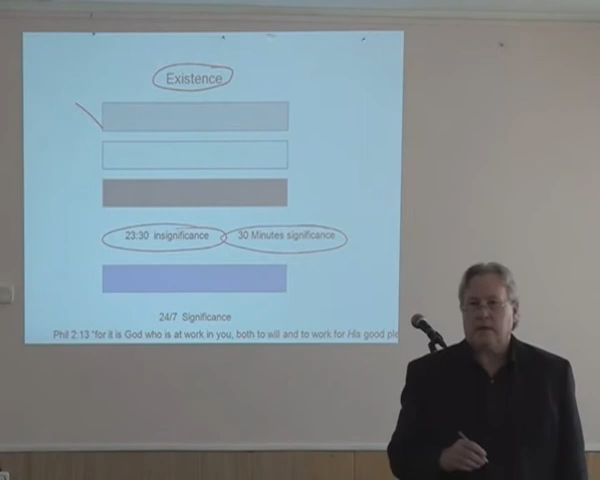 Existence
23:30 insignificance 30 Minutes significance
24/7 Significance
Phil 2:13 "for it is God who is at work in you, both to will and to work for His good ple